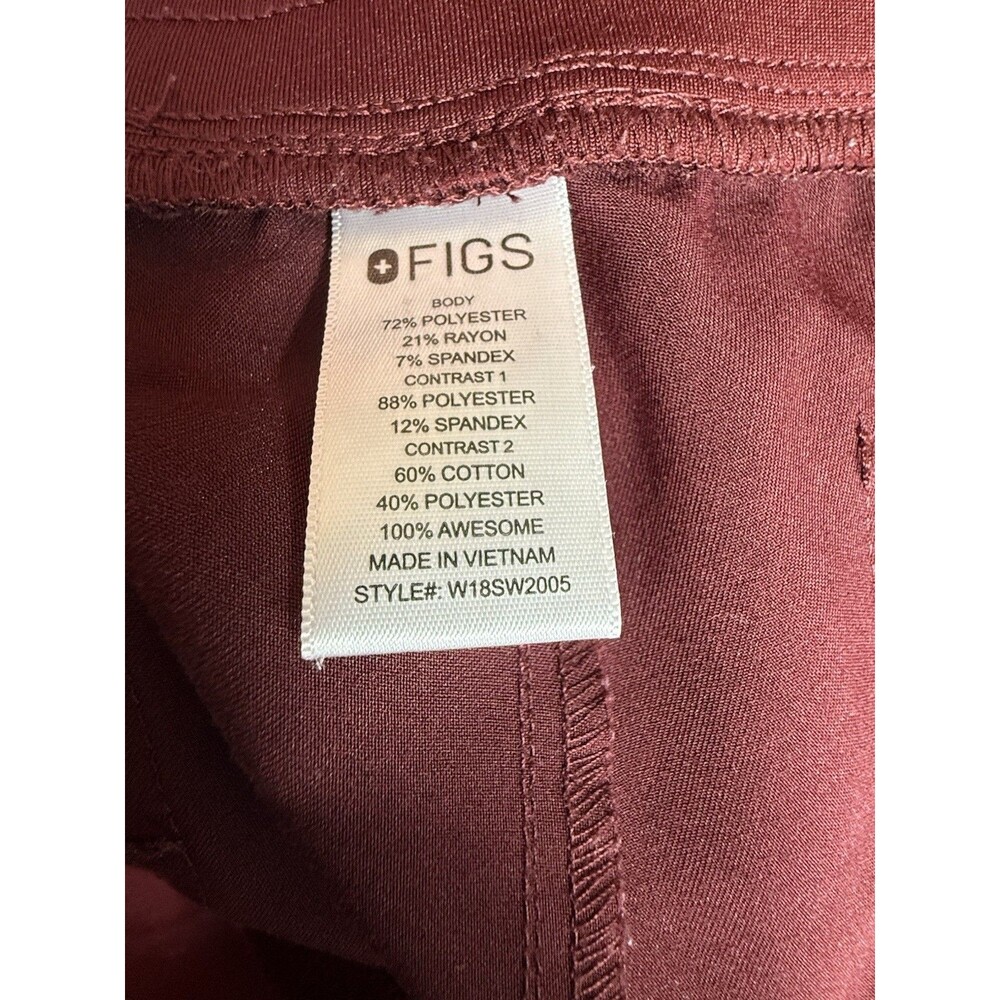 FIGS
BODY
72% POLYESTER
21% RAYON
7% SPANDEX
CONTRAST 1
88% POLYESTER
12% SPANDEX
CONTRAST 2
60% COTTON
40% POLYESTER
100% AWESOME
MADE IN VIETNAM
STYLE#: W18SW2005